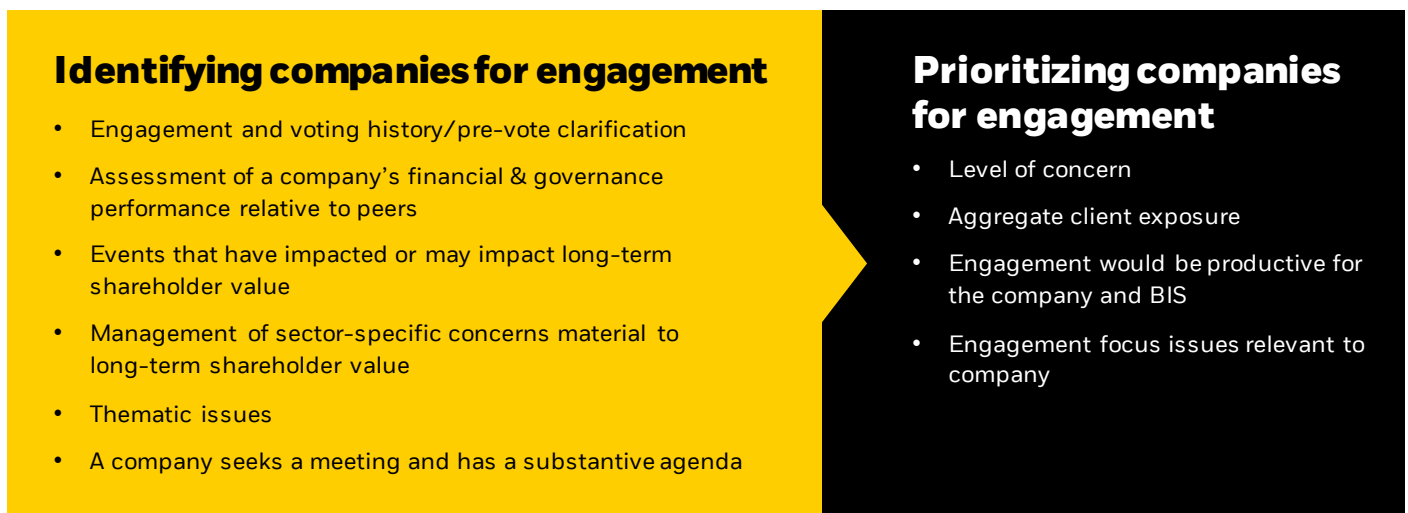 Identifying companies for engagement
• Engagement and voting history/pre-vote clarification
• Assessment of a company’s financial & governance
performance relative to peers
• Events that have impacted or may impact long-term
shareholder value
• Management of sector-specific concerns material to
long-term shareholder value
• Thematic issues
• A company seeks a meeting and has a substantive agenda
Prioritizing companies
for engagement
• Level of concern
• Aggregate client exposure
• Engagement would be productive for
the company and BIS
• Engagement focus issues relevant to
company